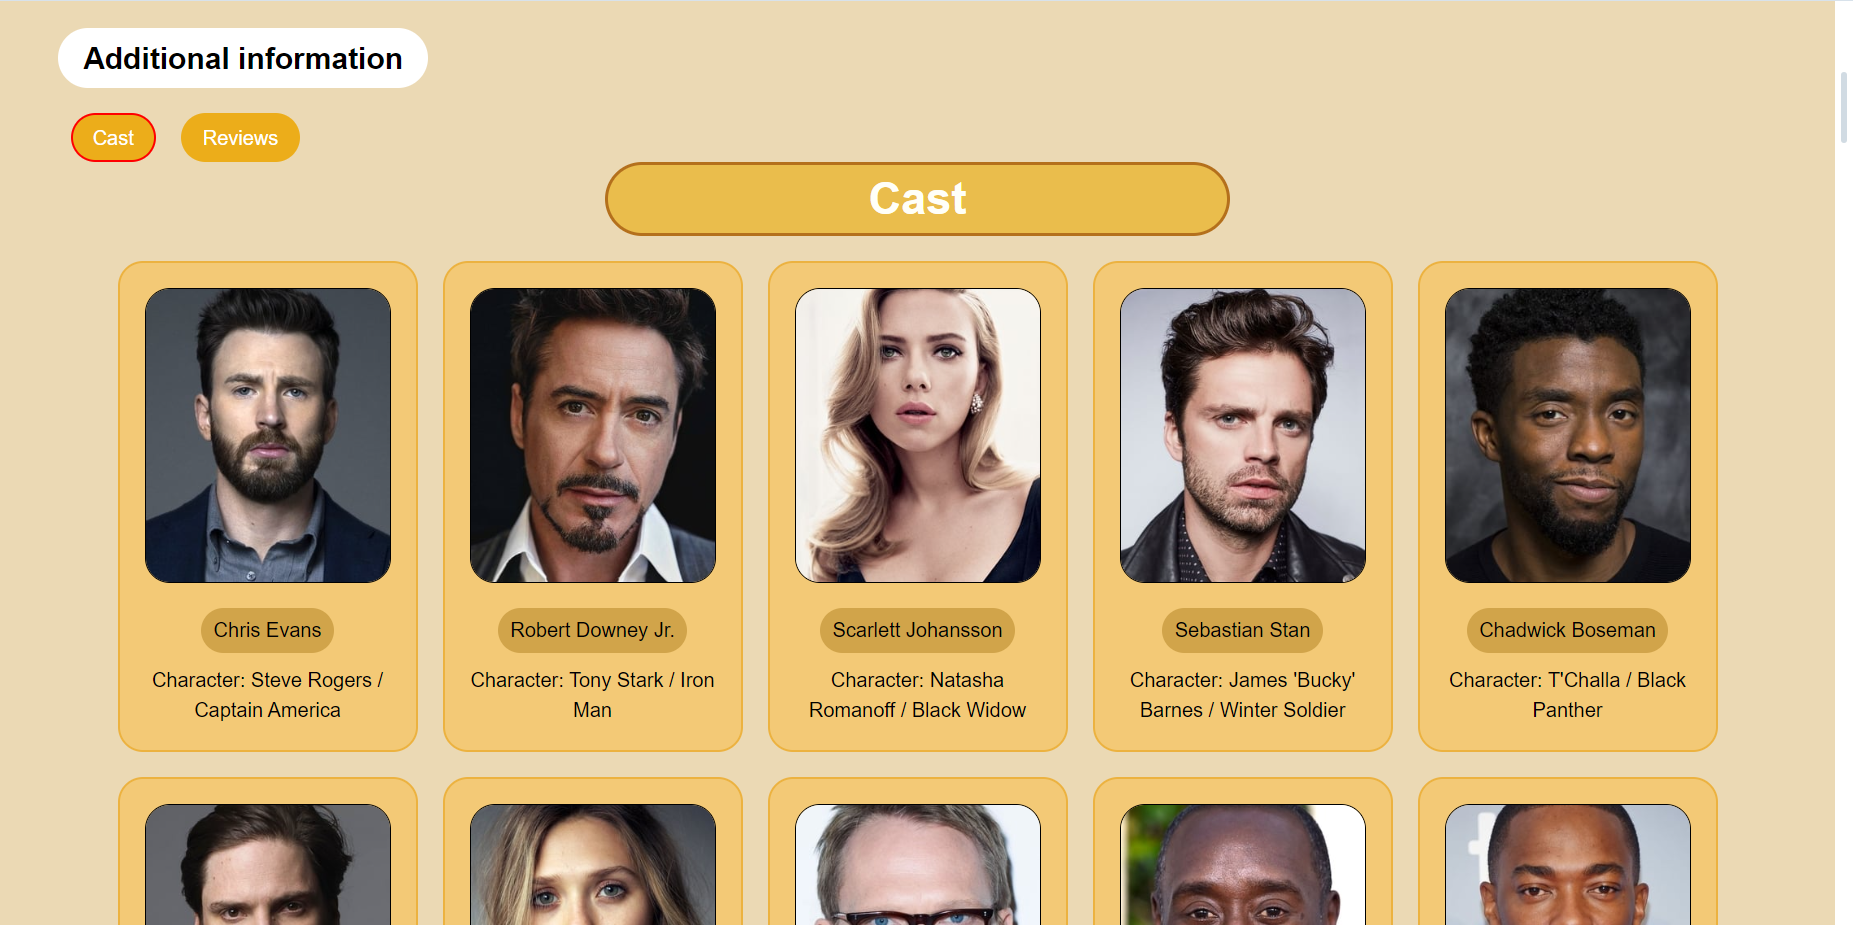 Additional information
Cast
Reviews
Cast
Chris Evans
Character: Steve Rogers /
Captain America
Robert Downey Jr.
Character: Tony Stark / Iron
Man
Scarlett Johansson
Character: Natasha
Romanoff / Black Widow
Sebastian Stan
Character: James 'Bucky'
Barnes / Winter Soldier
Chadwick Boseman
Character: T'Challa / Black
Panther